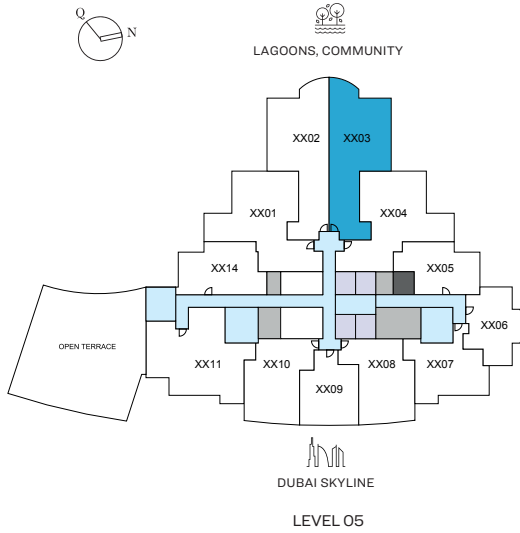 Q
N
LAGOONS, COMMUNITY
XX02
XX03
XX01
XX04
XX14
XX05
XX06
OPEN TERRACE
XX11
XX10
XX08
XX07
XX09
DUBAI SKYLINE
LEVEL 05